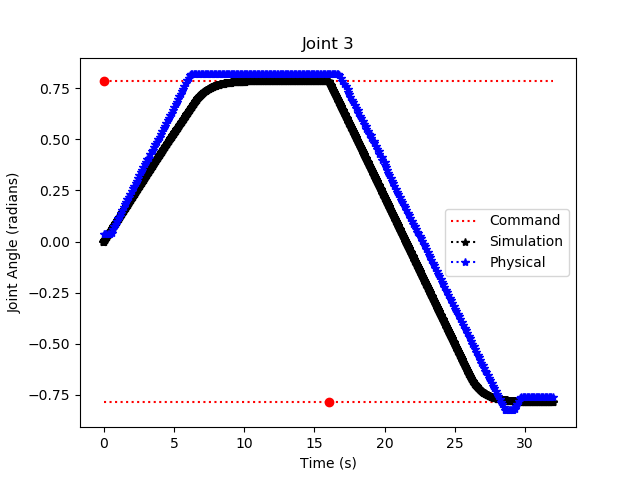 Joint 3
Joint Angle (radians)
0.75
0.50
0.25
0.00
−0.25
−0.50
−0.75
Command
Simulation
Physical
0 5 10 15 20 25 30
Time (s)